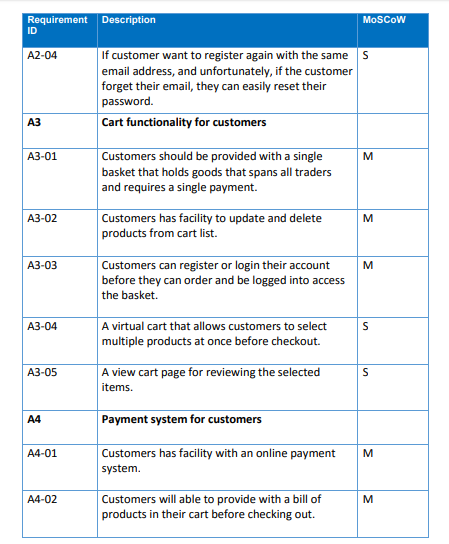 Requirement ID Description MoSCoW
A2-04 If customer want to register again with the same S
email address, and unfortunately, if the customer
forget their email, they can easily reset their
password.
A3 Cart functionality for customers
A3-01 Customers should be provided with a single M
basket that holds goods that spans all traders
and requires a single payment.
A3-02 Customers has facility to update and delete M
products from cart list.
A3-03 Customers can register or login their account M
before they can order and be logged into access
the basket.
A3-04 A virtual cart that allows customers to select S
multiple products at once before checkout.
A3-05 A view cart page for reviewing the selected S
items.
A4 Payment system for customers
A4-01 Customers has facility with an online payment M
system.
A4-02 Customers will able to provide with a bill of M
products in their cart before checking out.